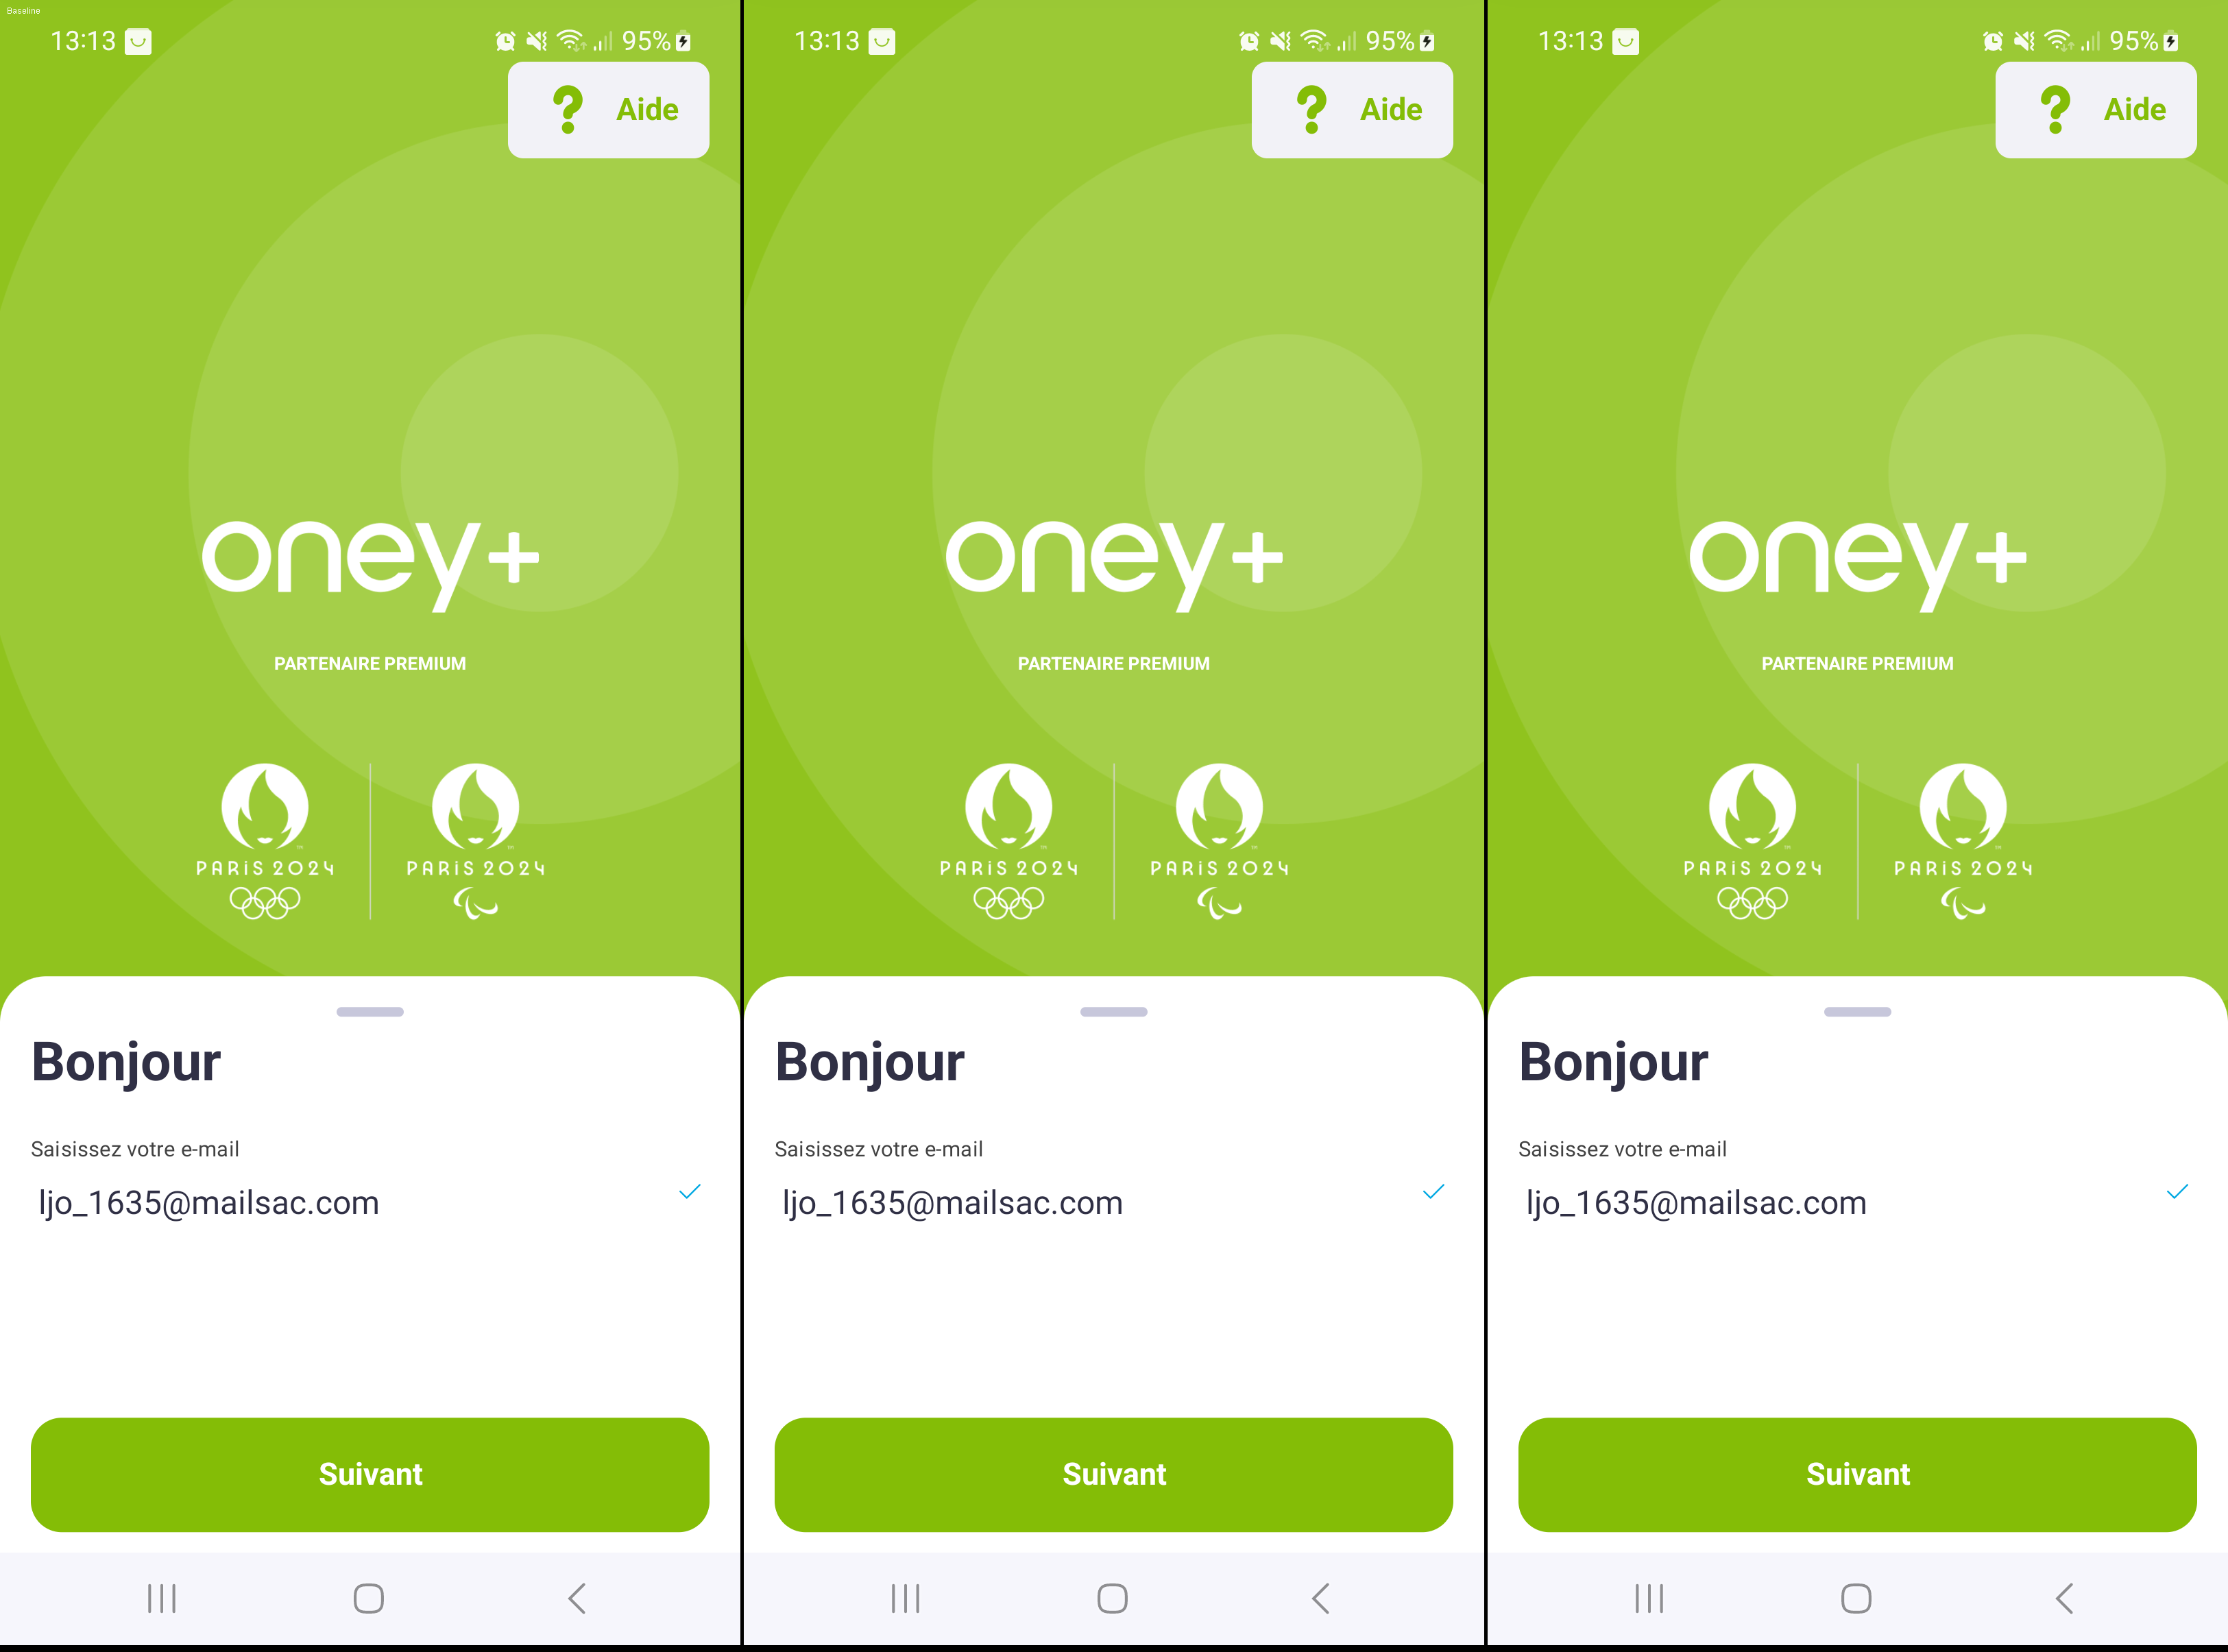 Baseline
13:13 95%
Aide
oney+
PARTENAIRE PREMIUM
PARIS 2024 PARIS 2024
Bonjour
Saisissez votre e-mail
ljo_1635@mailsac.com
Suivant
13:13 95%
Aide
oney+
PARTENAIRE PREMIUM
PARIS 2024 PARIS 2024
Bonjour
Saisissez votre e-mail
ljo_1635@mailsac.com
Suivant
13:13 95%
Aide
oney+
PARTENAIRE PREMIUM
PARIS 2024 PARIS 2024
Bonjour
Saisissez votre e-mail
ljo_1635@mailsac.com
Suivant